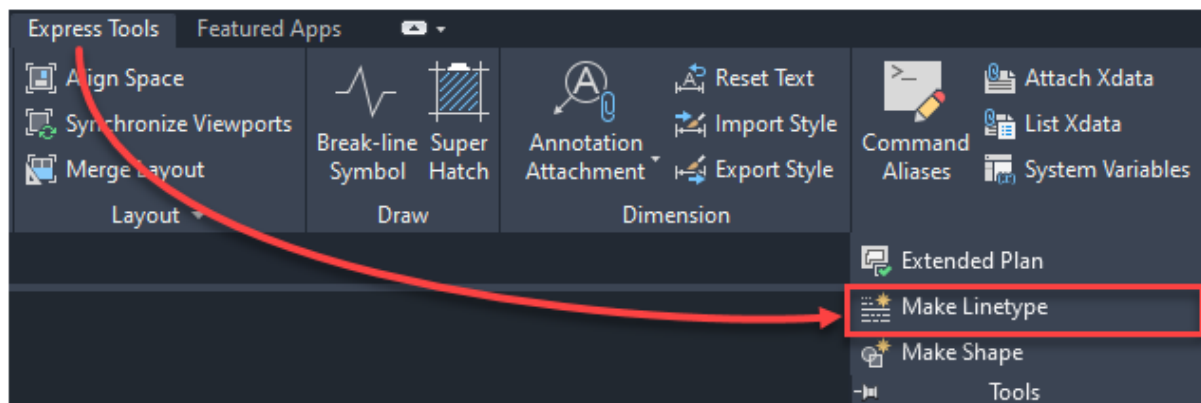 Express Tools Featured Apps
Align Space
Synchronize Viewports
Merge Layout
Layout
Break-line
Symbol
Super
Hatch
Draw
Annotation
Attachment
Reset Text
Import Style
Export Style
Dimension
Command
Aliases
Attach Xdata
List Xdata
System Variables
Extended Plan
Make Linetype
Make Shape
Tools